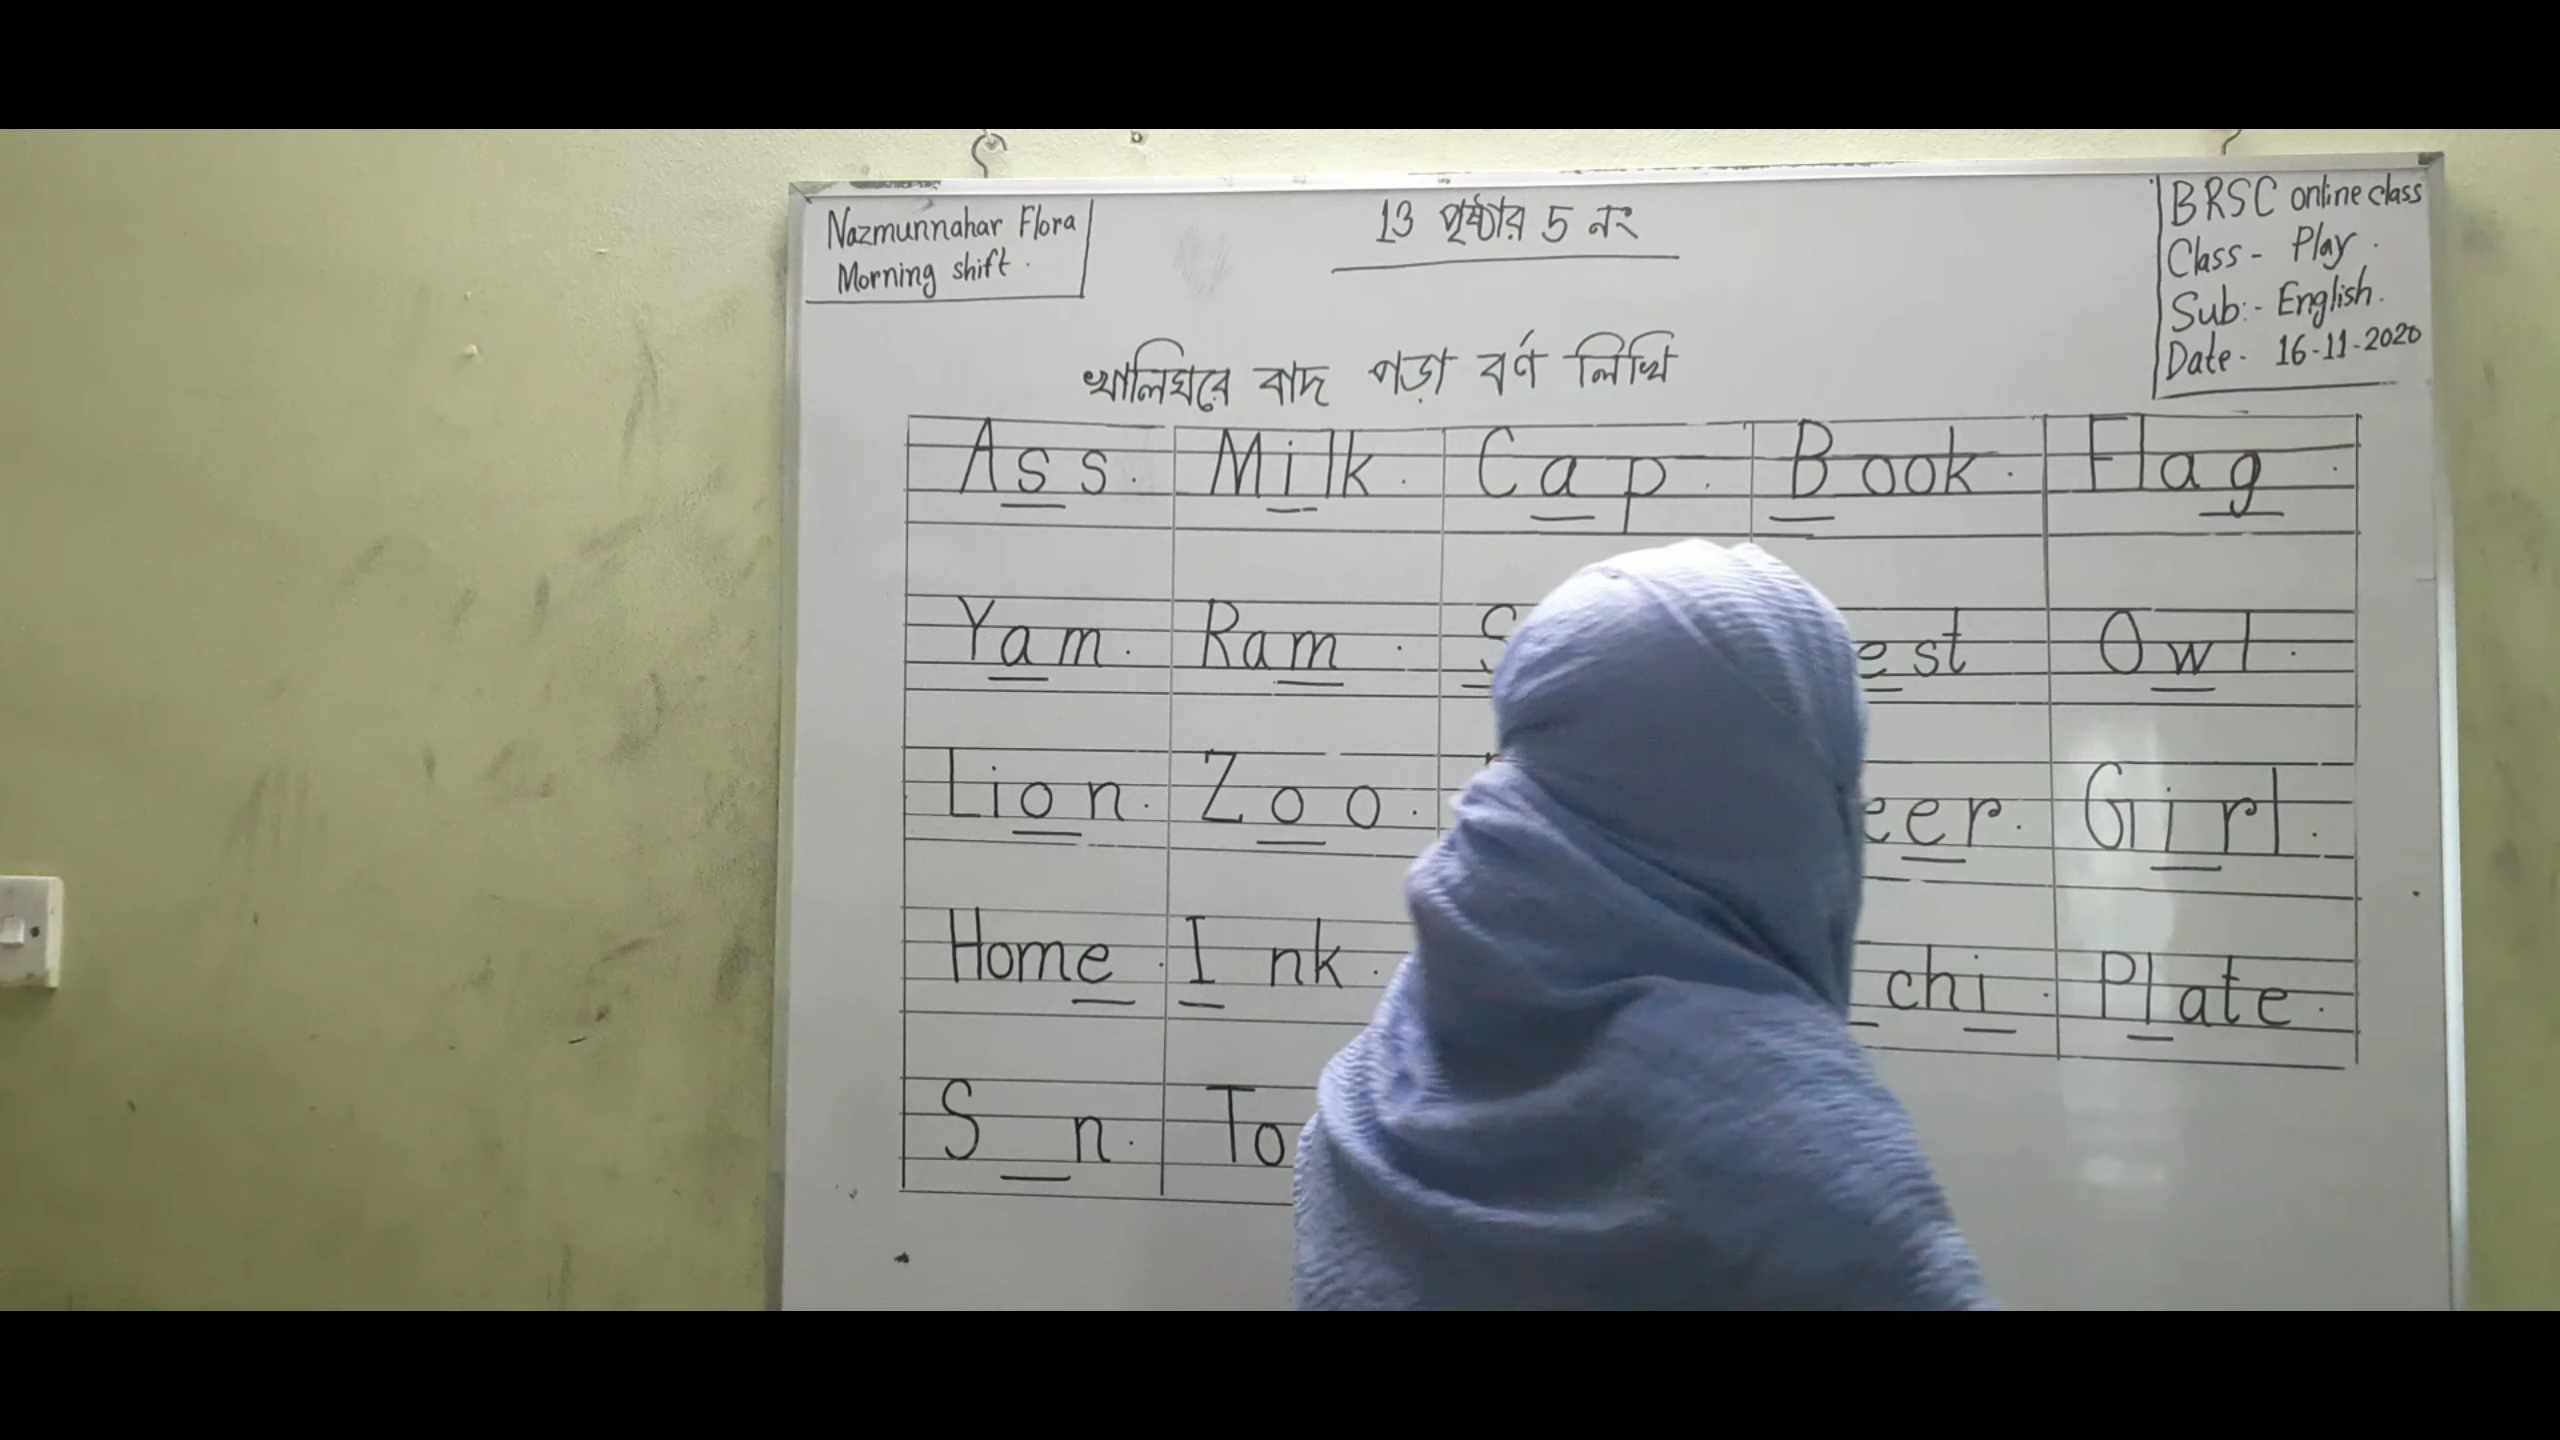 Nazmunnahar Flora
Morning shift.
13 পৃষ্ঠার 5 নং
BRSC online class
Class - Play.
Sub:- English.
Date- 16-11-2020
খালিঘরে বাদ পড়া বর্ণ লিখি
Ass. Milk. Cap. Book. Flag.
Yam. Ram. S est Owl.
Lion. Zoo. eer. Girl.
Home. Ink. chi. Plate.
S_n. To